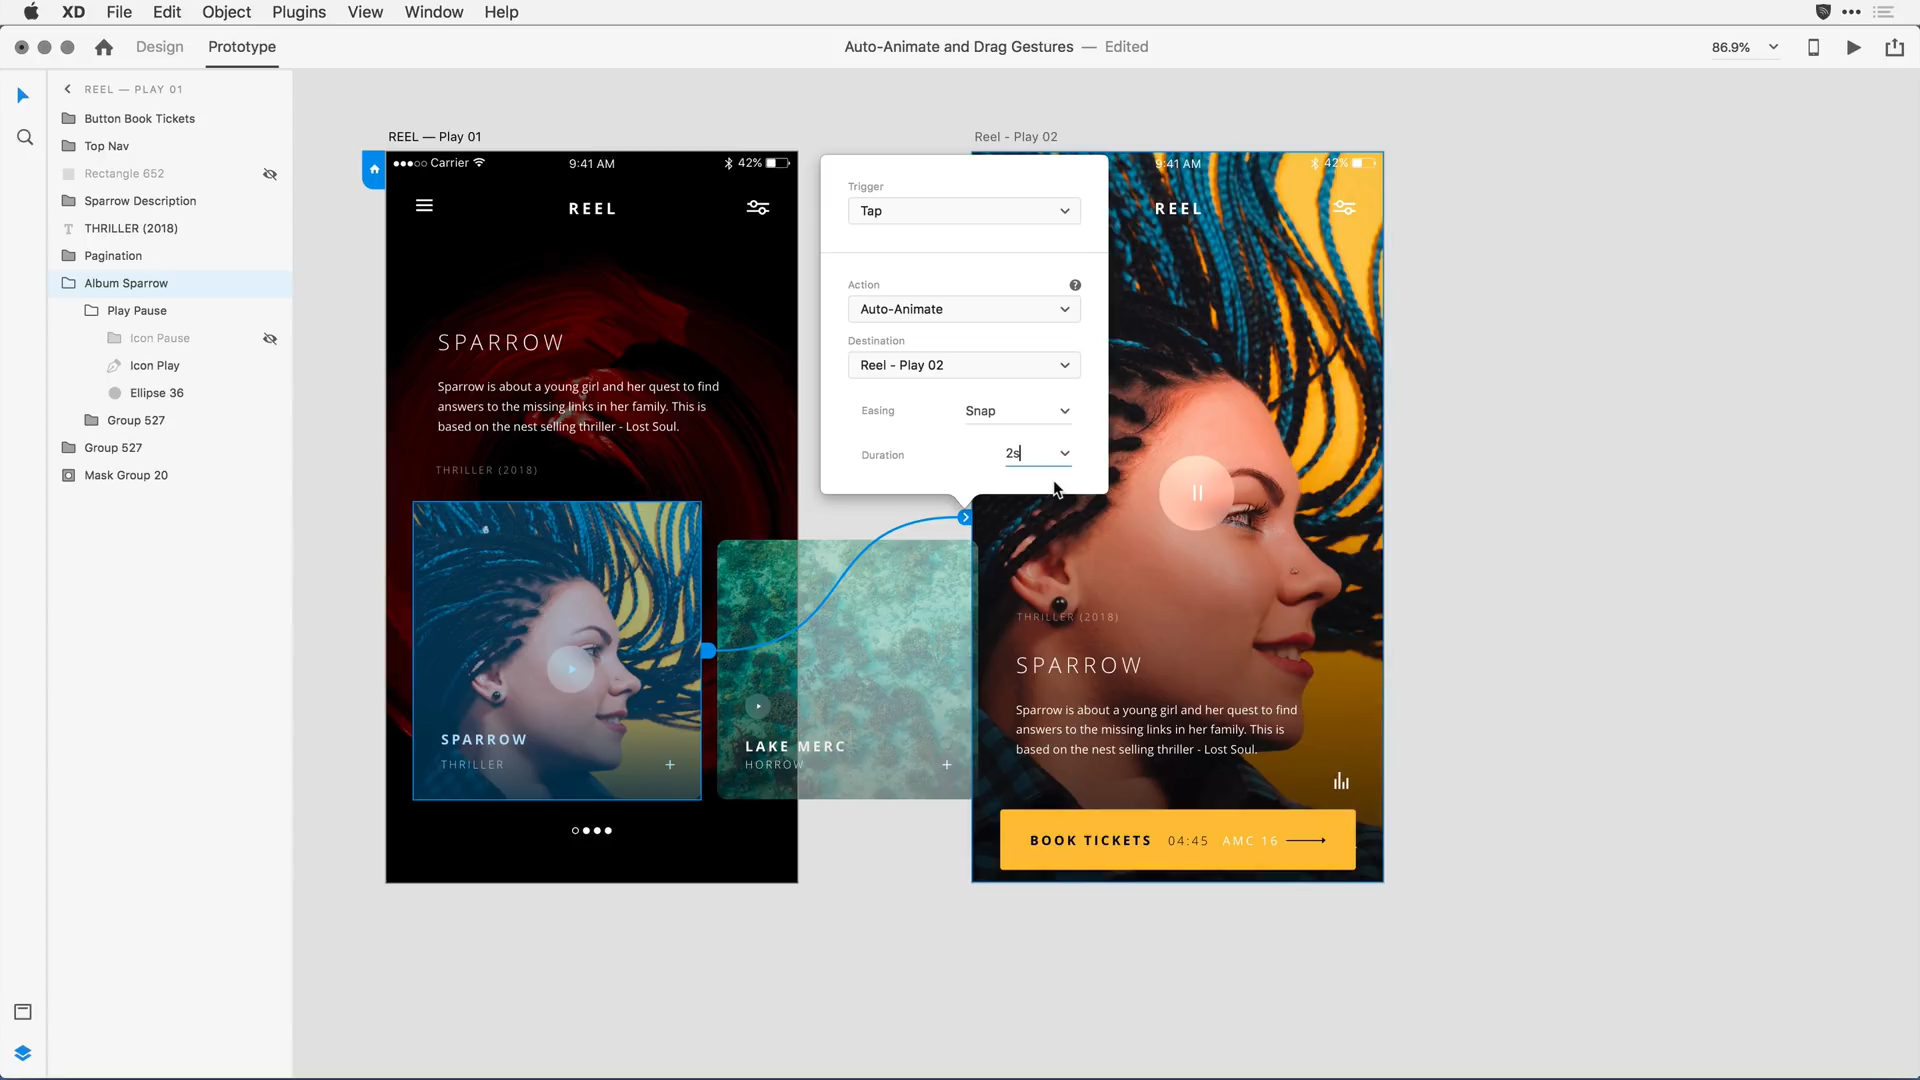 XD File Edit Object Plugins View Window Help
Design Prototype
Auto-Animate and Drag Gestures — Edited
86.9%
REEL — PLAY 01
Button Book Tickets
Top Nav
Rectangle 652
Sparrow Description
T THRILLER (2018)
Pagination
Album Sparrow
Play Pause
Icon Pause
Icon Play
Ellipse 36
Group 527
Group 527
Mask Group 20
REEL — Play 01
Carrier 9:41 AM 42%
REEL
SPARROW
Sparrow is about a young girl and her quest to find
answers to the missing links in her family. This is
based on the nest selling thriller - Lost Soul.
THRILLER (2018)
SPARROW
THRILLER +
LAKE MERC
HORROW +
Trigger
Tap
Action ?
Auto-Animate
Destination
Reel - Play 02
Easing Snap
Duration 2s
Reel - Play 02
9:41 AM 42%
REEL
THRILLER (2018)
SPARROW
Sparrow is about a young girl and her quest to find
answers to the missing links in her family. This is
based on the nest selling thriller - Lost Soul.
BOOK TICKETS 04:45 AMC 16